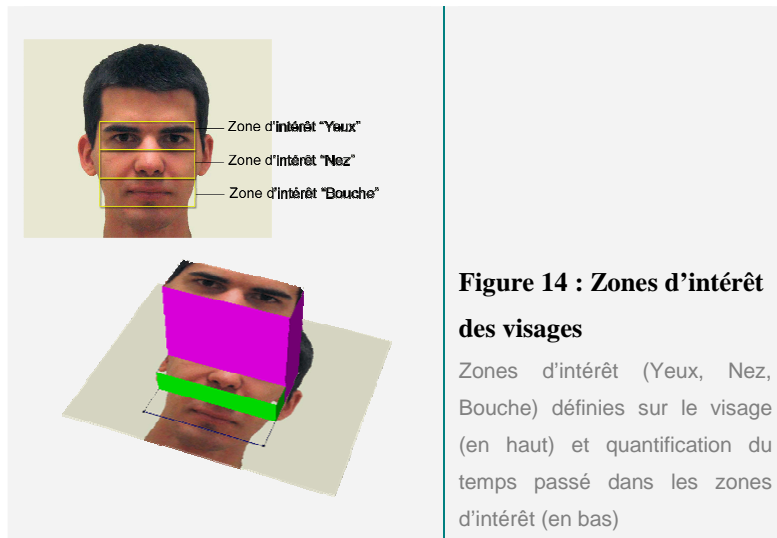 Zone d'intérêt “Yeux”
Zone d'intérêt “Nez”
Zone d'intérêt “Bouche”
Figure 14 : Zones d’intérêt
des visages
Zones d’intérêt (Yeux, Nez,
Bouche) définies sur le visage
(en haut) et quantification du
temps passé dans les zones
d’intérêt (en bas)